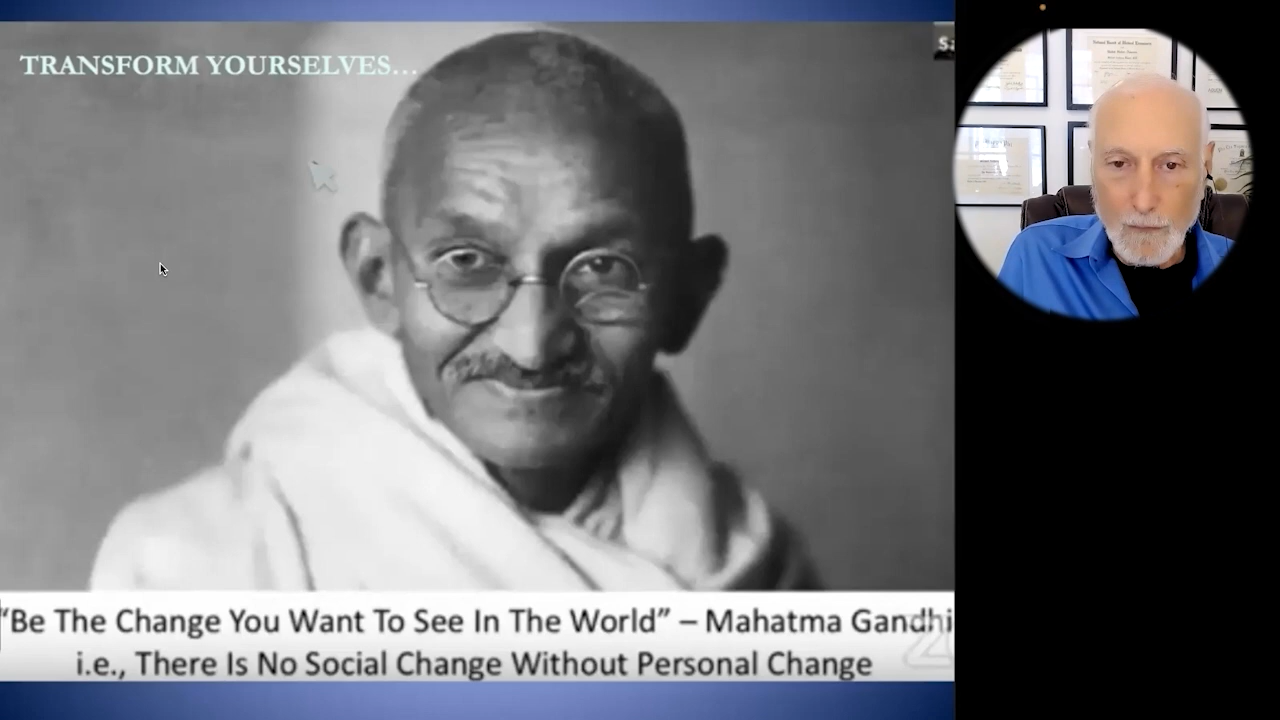 TRANSFORM YOURSELVES...
Sa
“Be The Change You Want To See In The World” – Mahatma Gandhi
i.e., There Is No Social Change Without Personal Change